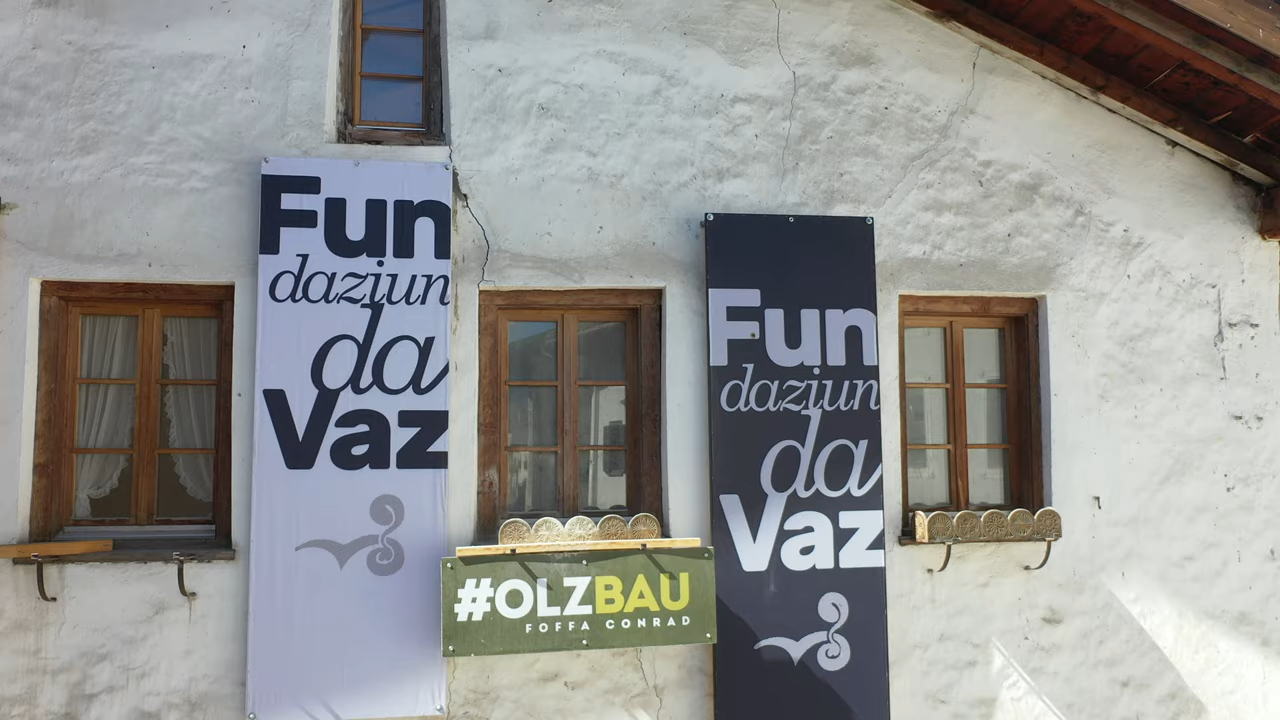 Fun
daziun
da
Vaz
#OLZBAU
FOFFA CONRAD
Fun
daziun
da
Vaz